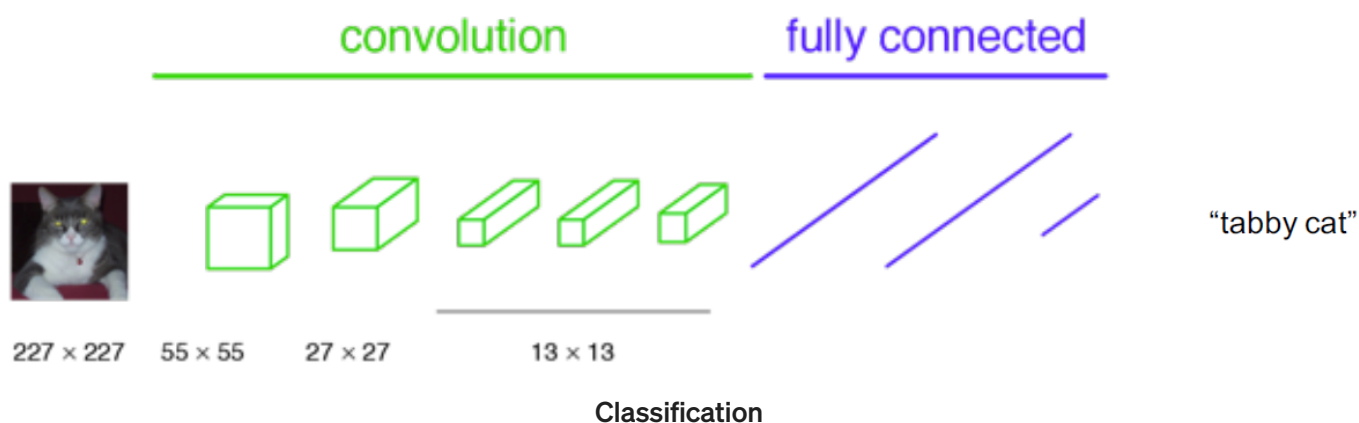 convolution fully connected
“tabby cat”
227 × 227 55 × 55 27 × 27 13 × 13
Classification